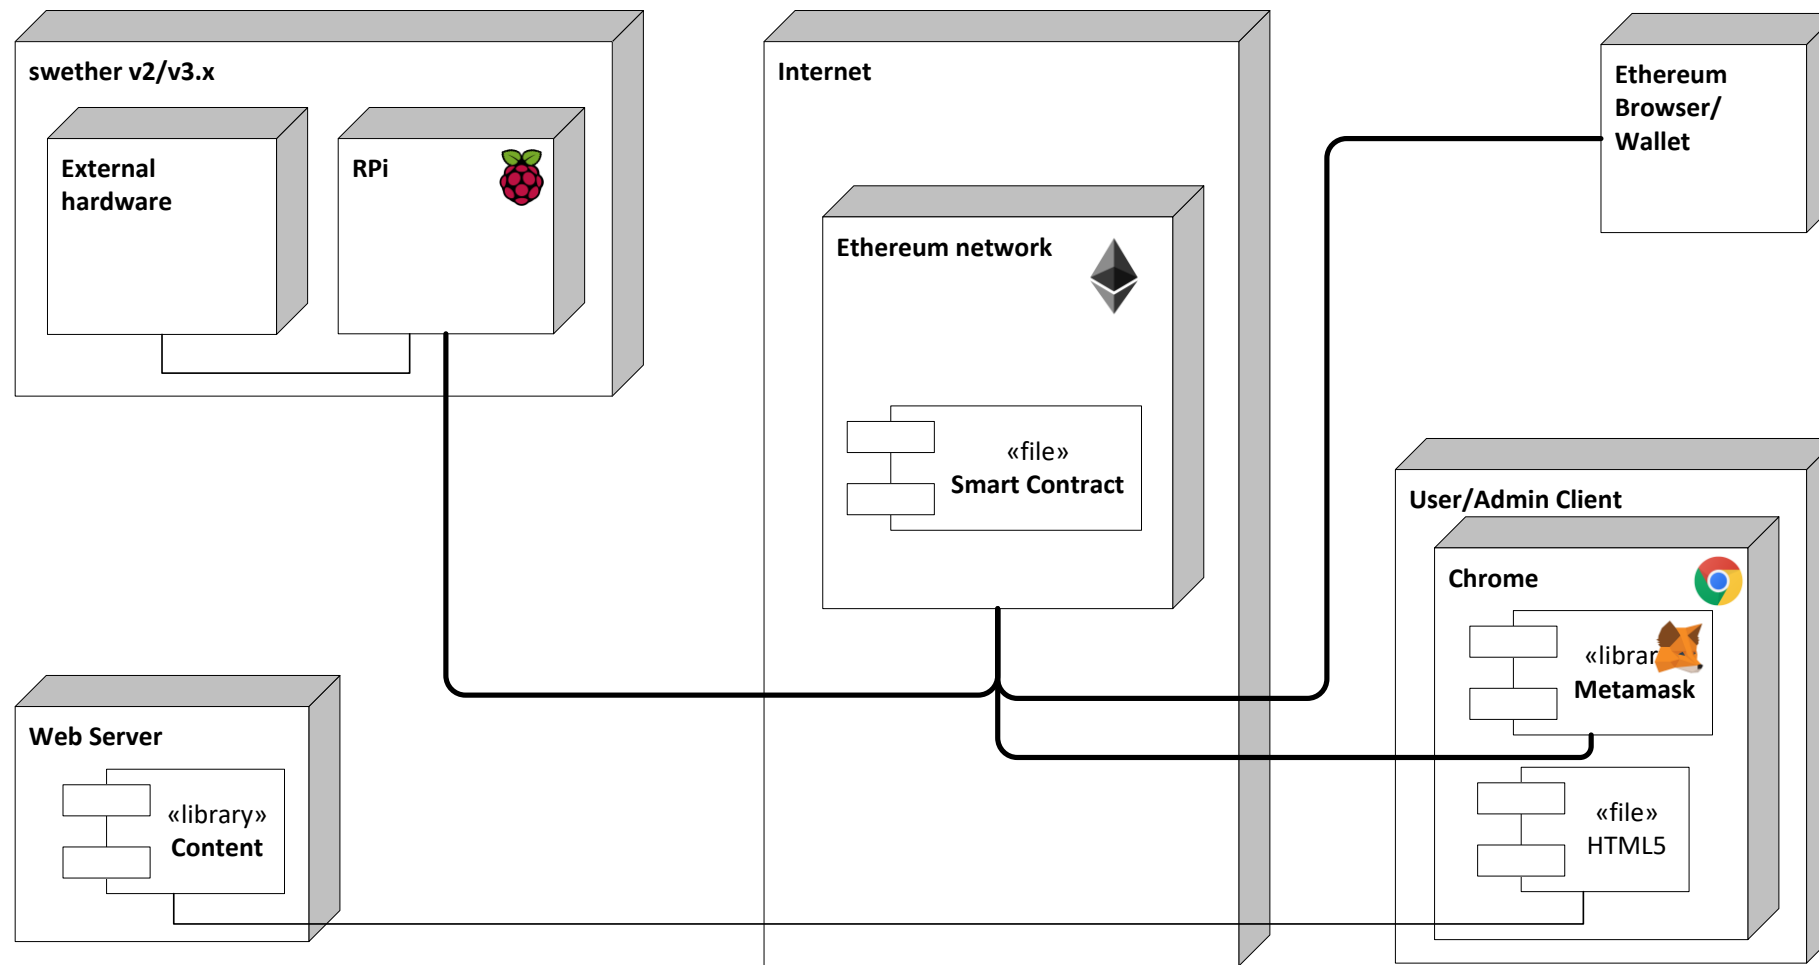 swether v2/v3.x
External
hardware
RPi
Internet
Ethereum network
«file»
Smart Contract
Ethereum
Browser/
Wallet
User/Admin Client
Chrome
«librar
Metamask
«file»
HTML5
Web Server
«library»
Content